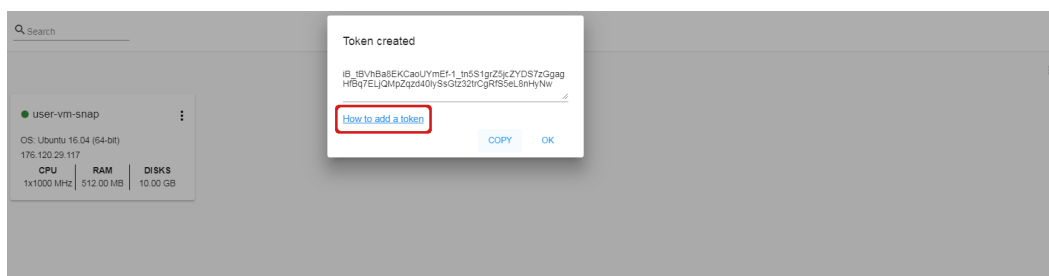 Search
Token created
iB_tBVhBa8EKCaoUYmEf-1_tn5S1grZ5jcZYDS7zGgag
HfBq7ELjQMpZqzd40lySsGtz32trCgRfS5eL8nHyNw
How to add a token
COPY OK
user-vm-snap
OS: Ubuntu 16.04 (64-bit)
176.120.29.117
CPU RAM DISKS
1x1000 MHz 512.00 MB 10.00 GB